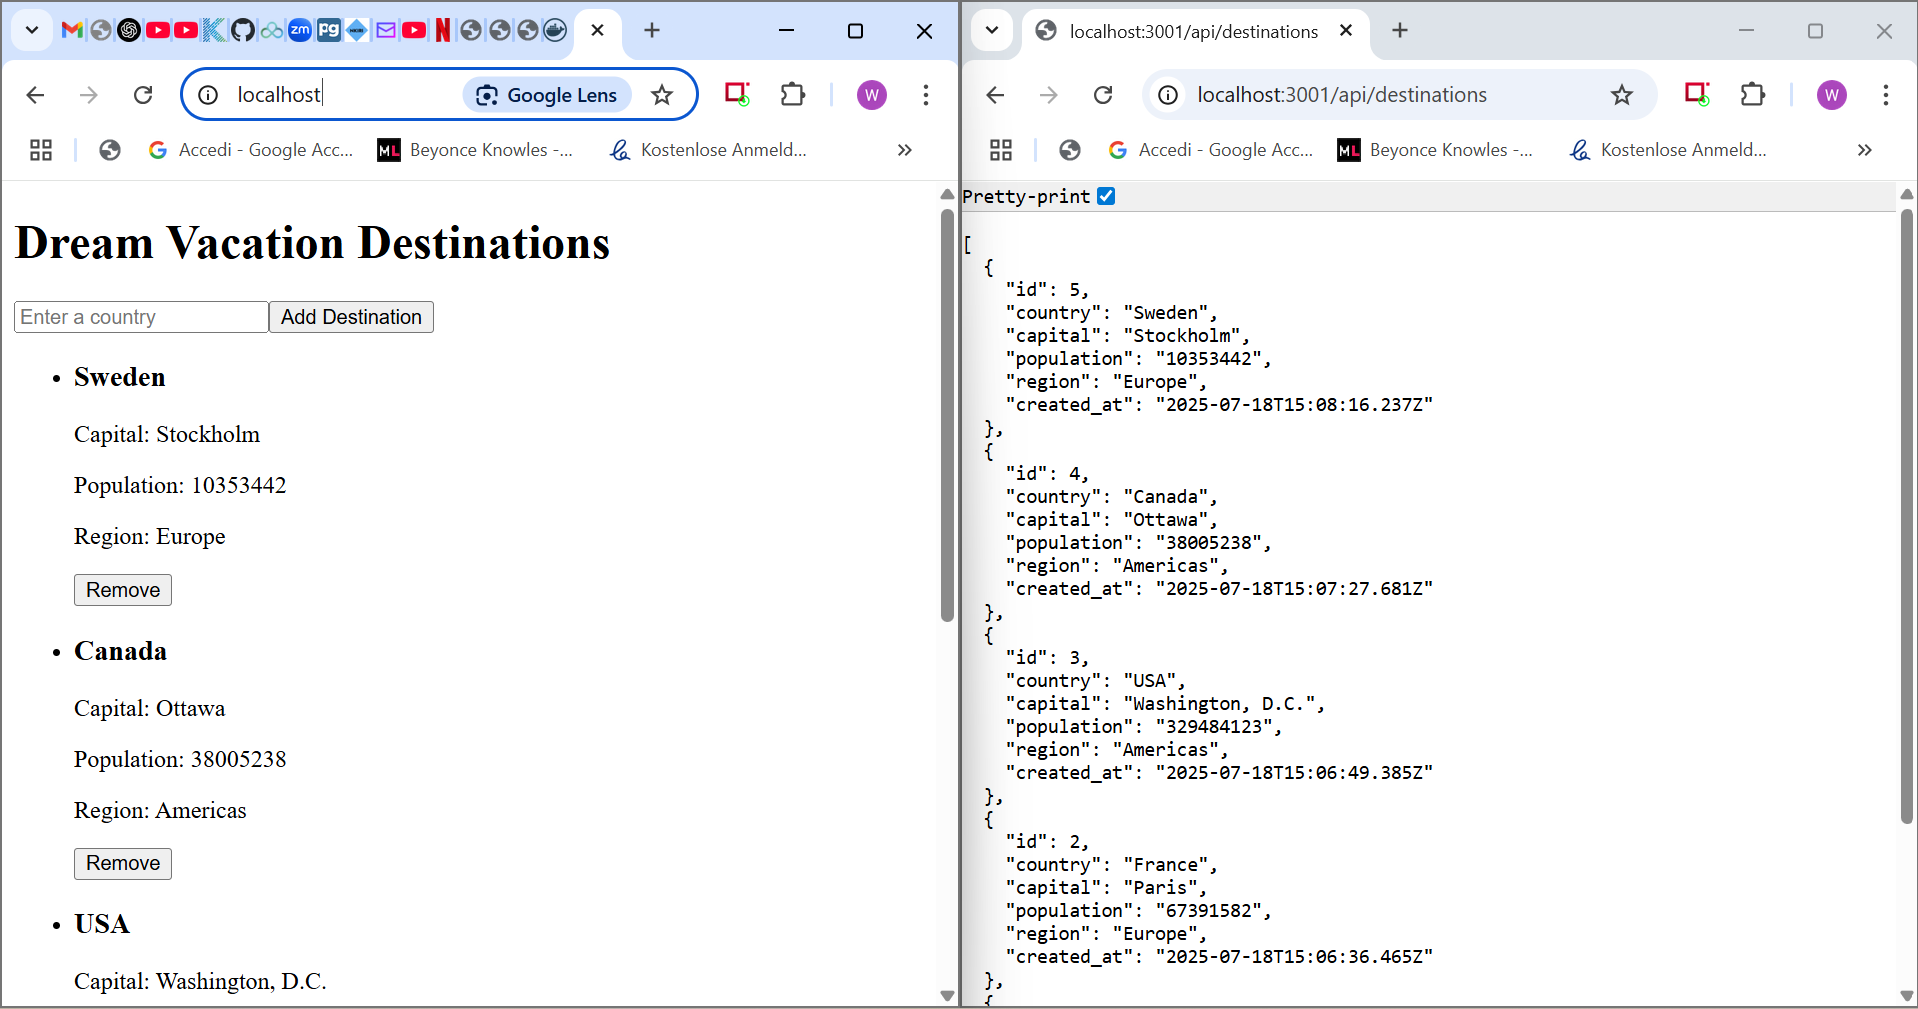 zm
pg
N
localhost
Google Lens
W
Accedi - Google Acc...
ML
Beyonce Knowles -...
Kostenlose Anmeld...
Dream Vacation Destinations
Enter a country
Add Destination
Sweden
Capital: Stockholm
Population: 10353442
Region: Europe
Remove
Canada
Capital: Ottawa
Population: 38005238
Region: Americas
Remove
USA
Capital: Washington, D.C.
localhost:3001/api/destinations
localhost:3001/api/destinations
W
Accedi - Google Acc...
ML
Beyonce Knowles -...
Kostenlose Anmeld...
Pretty-print
[
{
"id": 5,
"country": "Sweden",
"capital": "Stockholm",
"population": "10353442",
"region": "Europe",
"created_at": "2025-07-18T15:08:16.237Z"
},
{
"id": 4,
"country": "Canada",
"capital": "Ottawa",
"population": "38005238",
"region": "Americas",
"created_at": "2025-07-18T15:07:27.681Z"
},
{
"id": 3,
"country": "USA",
"capital": "Washington, D.C.",
"population": "329484123",
"region": "Americas",
"created_at": "2025-07-18T15:06:49.385Z"
},
{
"id": 2,
"country": "France",
"capital": "Paris",
"population": "67391582",
"region": "Europe",
"created_at": "2025-07-18T15:06:36.465Z"
},
{